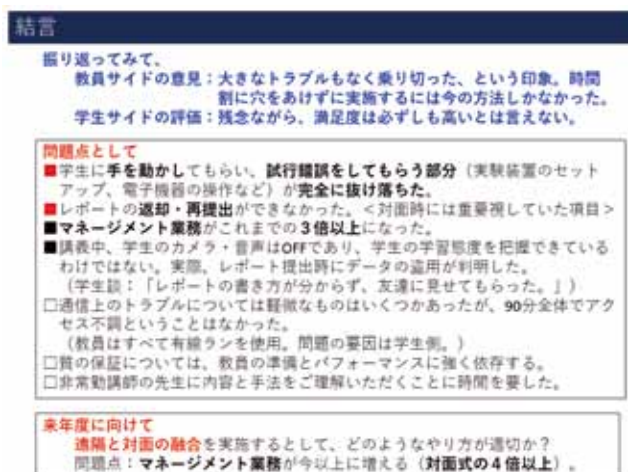 結言
振り返ってみて、
教員サイドの意見：大きなトラブルもなく乗り切った、という印象。時間
割に穴をあけずに実施するには今の方法しかなかった。
学生サイドの評価：残念ながら、満足度は必ずしも高いとは言えない。
問題点として
■学生に手を動かしてもらい、試行錯誤をしてもらう部分（実験装置のセット
アップ、電子機器の操作など）が完全に抜け落ちた。
■レポートの返却・再提出ができなかった。＜対面時には重要視していた項目＞
■マネージメント業務がこれまでの３倍以上になった。
■講義中、学生のカメラ・音声はOFFであり、学生の学習態度を把握できている
わけではない。実際、レポート提出時にデータの盗用が判明した。
（学生談：「レポートの書き方が分からず、友達に見せてもらった。」）
□通信上のトラブルについては軽微なものはいくつかあったが、90分全体でアク
セス不調ということはなかった。
（教員はすべて有線ランを使用。問題の要因は学生側。）
□質の保証については、教員の準備とパフォーマンスに強く依存する。
□非常勤講師の先生に内容と手法をご理解いただくことに時間を要した。
来年度に向けて
遠隔と対面の融合を実施するとして、どのようなやり方が適切か？
問題点：マネージメント業務が今以上に増える（対面式の４倍以上）